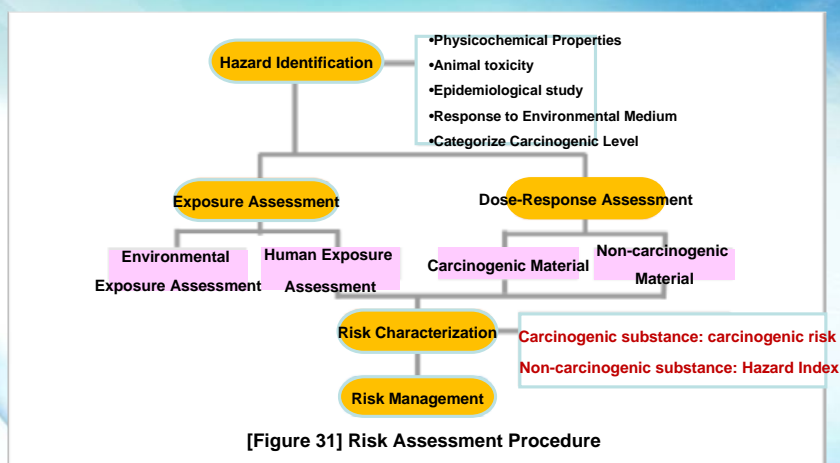 Hazard Identification
•Physicochemical Properties
•Animal toxicity
•Epidemiological study
•Response to Environmental Medium
•Categorize Carcinogenic Level
Exposure Assessment
Dose-Response Assessment
Environmental
Exposure Assessment
Human Exposure
Assessment
Carcinogenic Material
Non-carcinogenic
Material
Risk Characterization
Carcinogenic substance: carcinogenic risk
Non-carcinogenic substance: Hazard Index
Risk Management
[Figure 31] Risk Assessment Procedure